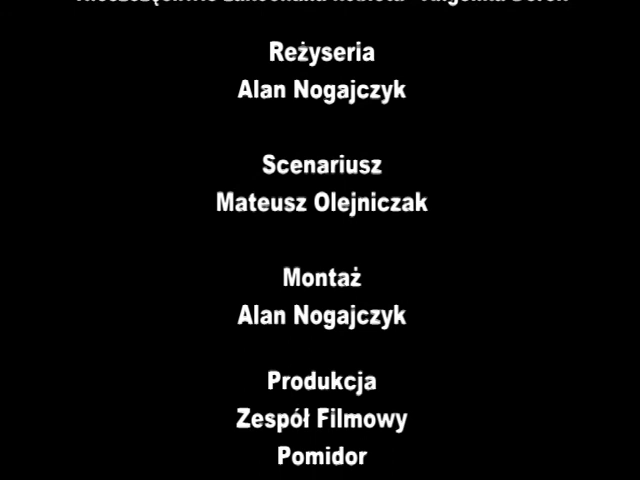 Reżyseria
Alan Nogajczyk
Scenariusz
Mateusz Olejniczak
Montaż
Alan Nogajczyk
Produkcja
Zespół Filmowy
Pomidor